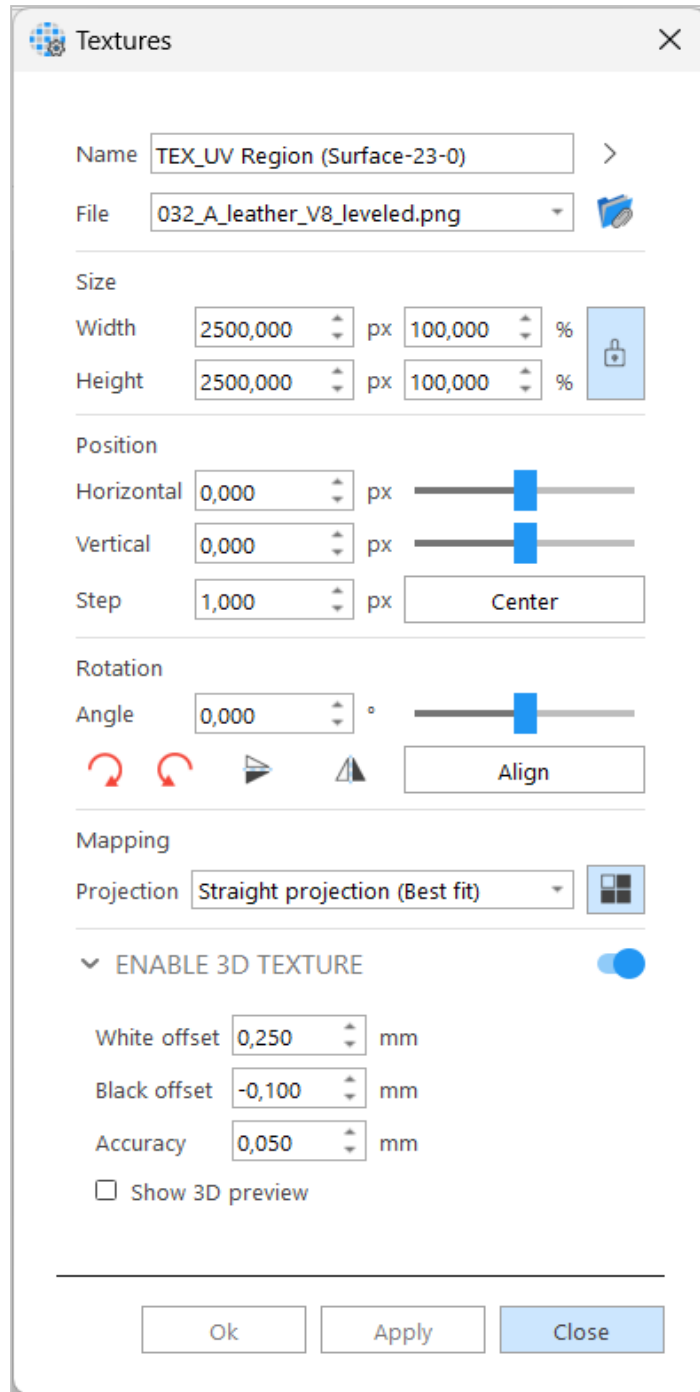 Textures
Name TEX_UV Region (Surface-23-0)
File 032_A_leather_V8_leveled.png
Size
Width 2500,000 px 100,000 %
Height 2500,000 px 100,000 %
Position
Horizontal 0,000 px
Vertical 0,000 px
Step 1,000 px Center
Rotation
Angle 0,000 °
Align
Mapping
Projection Straight projection (Best fit)
ENABLE 3D TEXTURE
White offset 0,250 mm
Black offset -0,100 mm
Accuracy 0,050 mm
Show 3D preview
Ok Apply Close